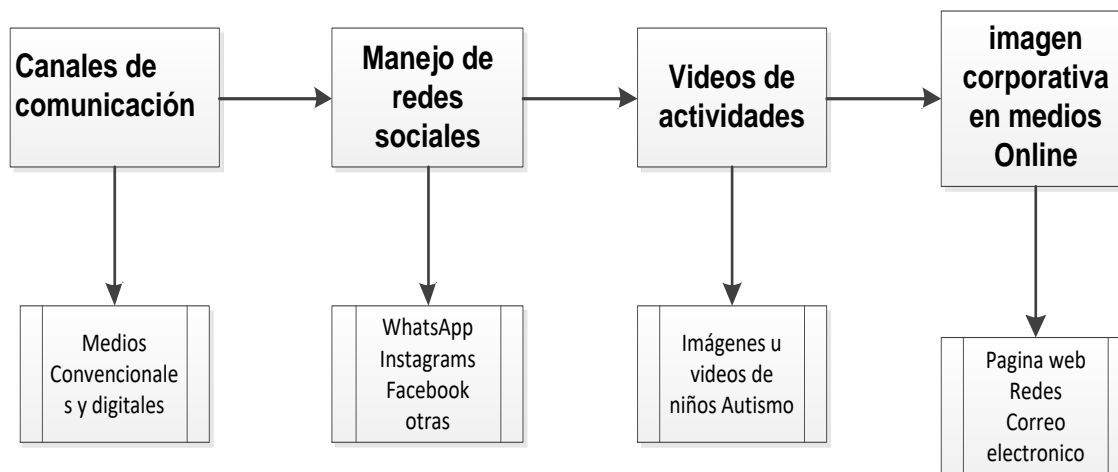 Canales de
comunicación
Manejo de
redes
sociales
Videos de
actividades
imagen
corporativa
en medios
Online
Medios
Convencionale
s y digitales
WhatsApp
Instagrams
Facebook
otras
Imágenes u
videos de
niños Autismo
Pagina web
Redes
Correo
electronico